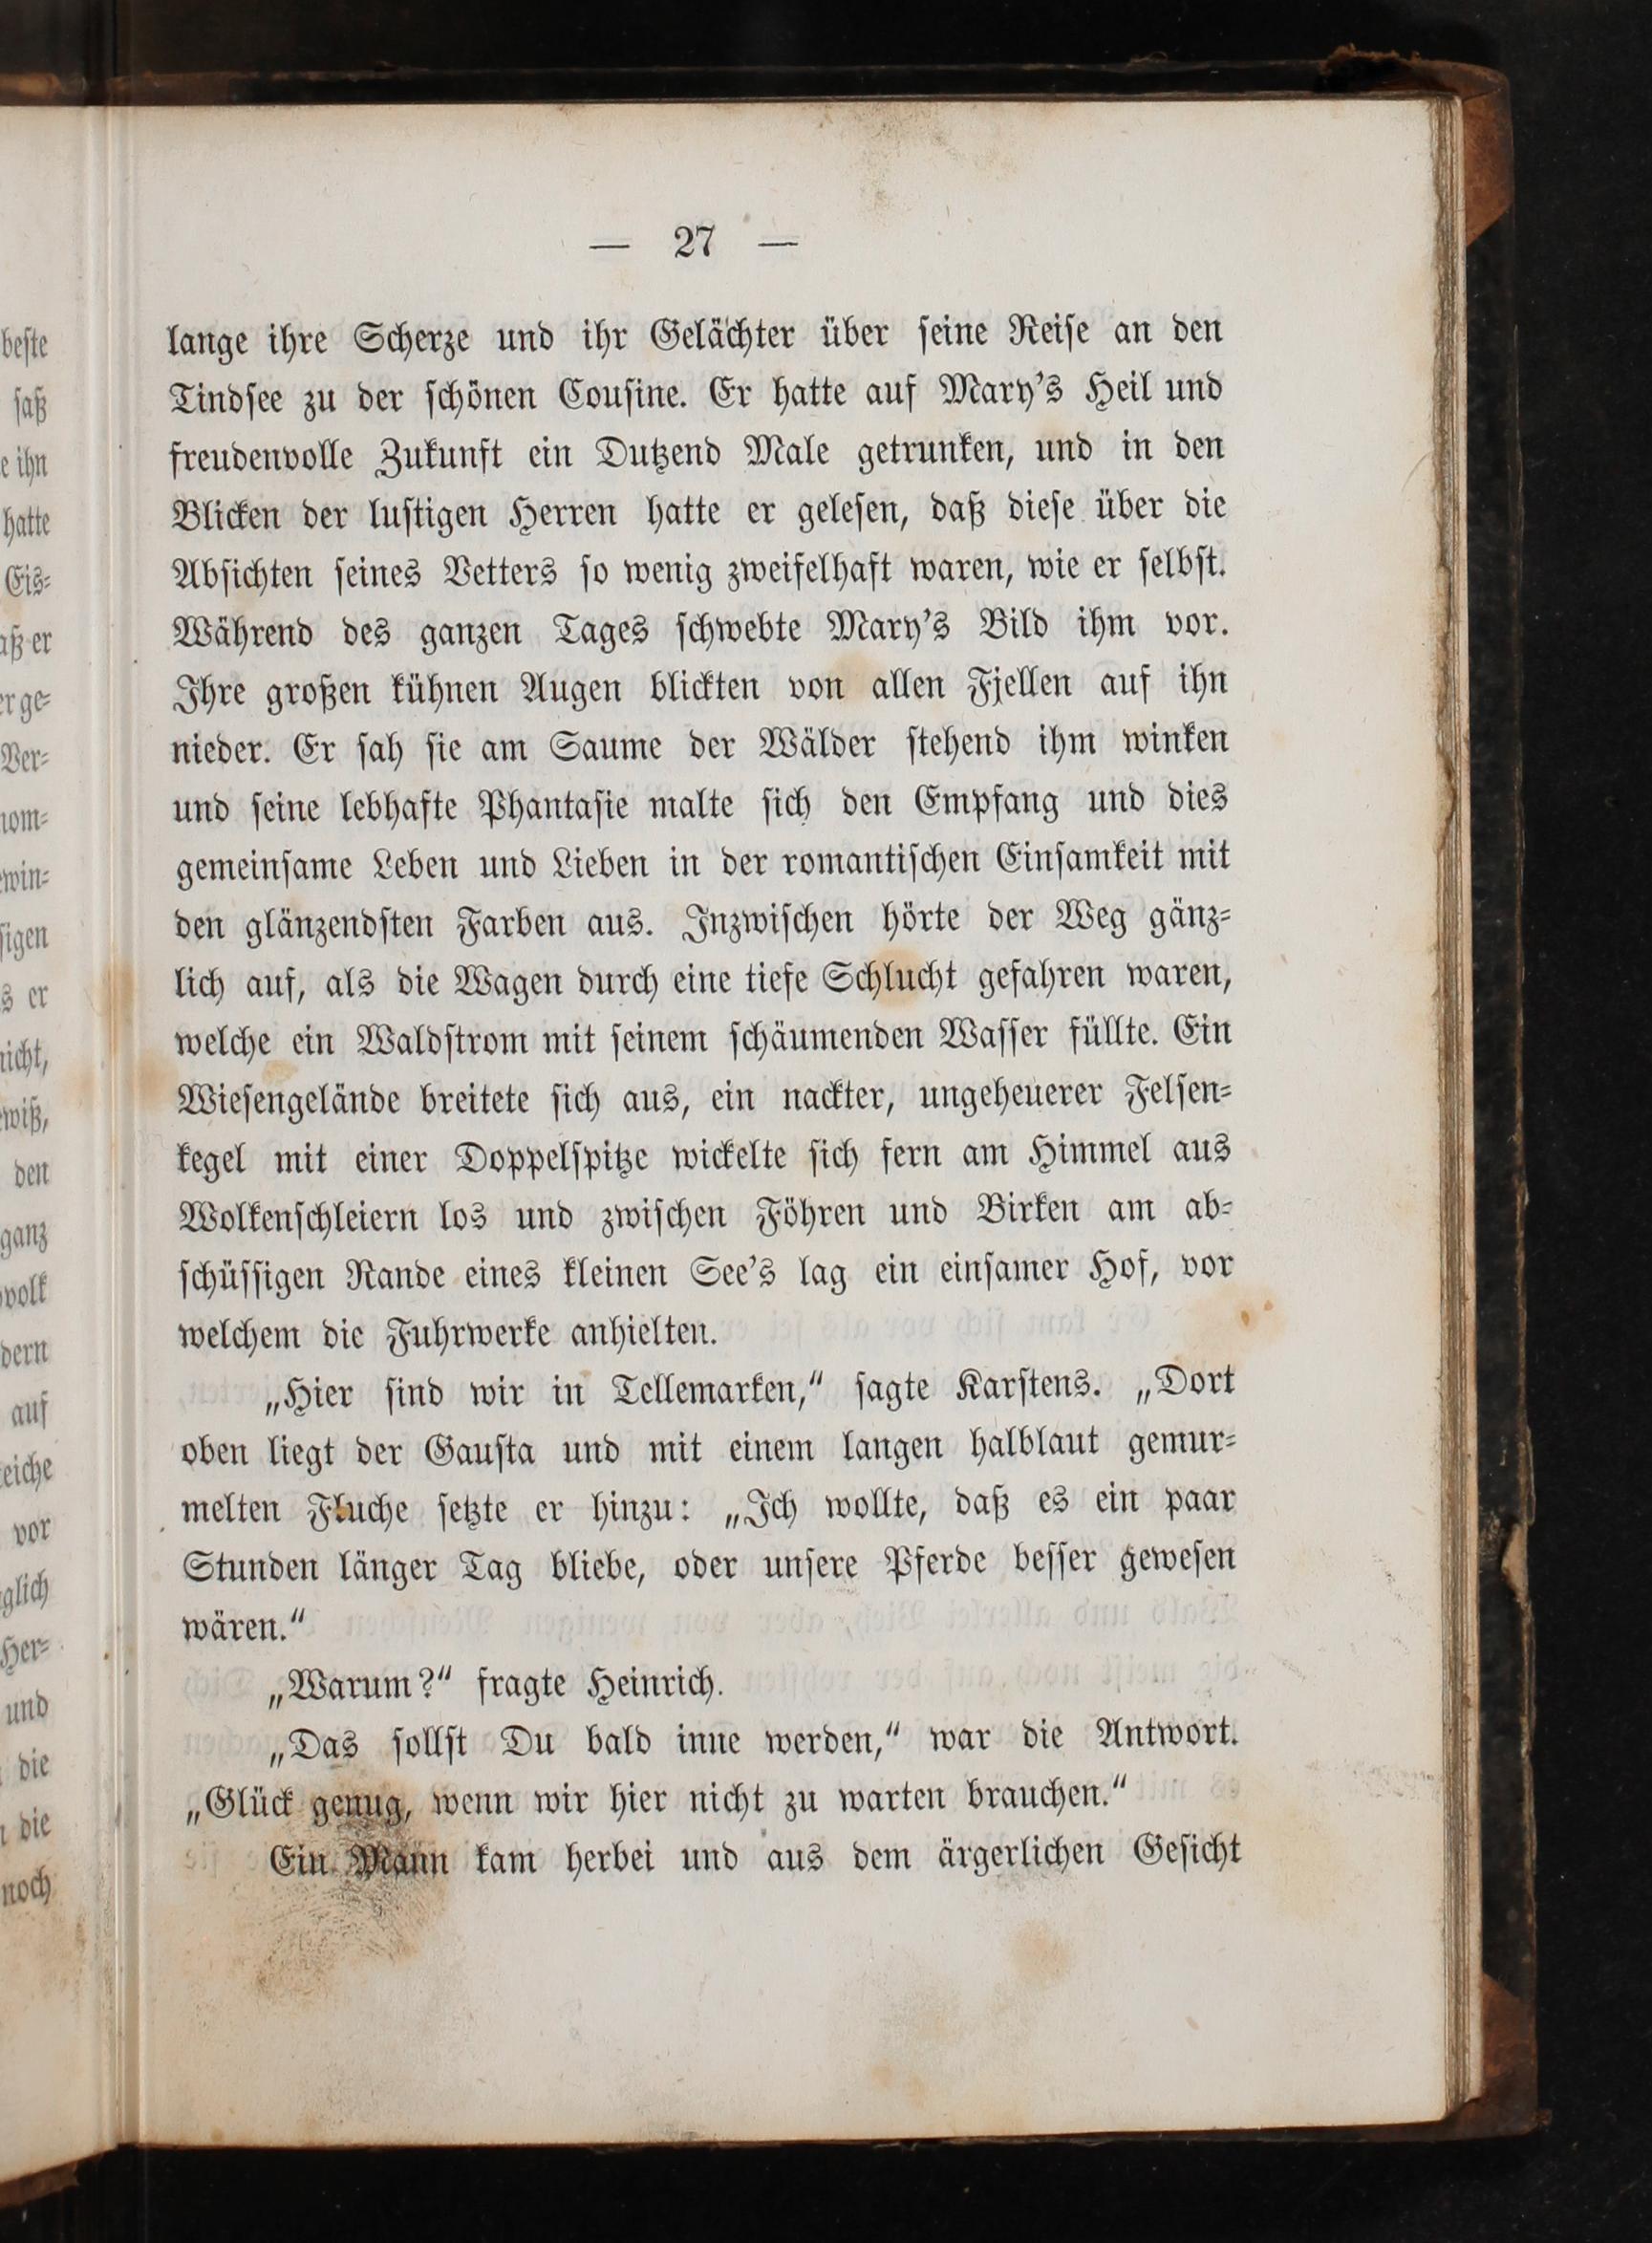 — 27 —
lange ihre Scherze und ihr Gelächter über seine Reise an den
Tindsee zu der schönen Cousine. Er hatte auf Mary's Heil und
freudenvolle Zukunft ein Dutzend Male getrunken, und in den
Blicken der lustigen Herren hatte er gelesen, daß diese über die
Absichten seines Vetters so wenig zweifelhaft waren, wie er selbst.
Während des ganzen Tages schwebte Mary's Bild ihm vor.
Ihre großen kühnen Augen blickten von allen Fjellen auf ihn
nieder. Er sah sie am Saume der Wälder stehend ihm winken
und seine lebhafte Phantasie malte sich den Empfang und dies
gemeinsame Leben und Lieben in der romantischen Einsamkeit mit
den glänzendsten Farben aus. Inzwischen hörte der Weg gänz-
lich auf, als die Wagen durch eine tiefe Schlucht gefahren waren,
welche ein Waldstrom mit seinem schäumenden Wasser füllte. Ein
Wiesengelände breitete sich aus, ein nackter, ungeheuerer Felsen-
kegel mit einer Doppelspitze wickelte sich fern am Himmel aus
Wolkenschleiern los und zwischen Föhren und Birken am ab-
schüssigen Rande eines kleinen See's lag ein einsamer Hof, vor
welchem die Fuhrwerke anhielten.
„Hier sind wir in Tellemarken,“ sagte Karstens. „Dort
oben liegt der Gausta und mit einem langen halblaut gemur-
melten Fluche setzte er hinzu: „Ich wollte, daß es ein paar
Stunden länger Tag bliebe, oder unsere Pferde besser gewesen
wären.“
„Warum?“ fragte Heinrich.
„Das sollst Du bald inne werden,“ war die Antwort.
„Glück genug, wenn wir hier nicht zu warten brauchen.“
Ein Mann kam herbei und aus dem ärgerlichen Gesicht